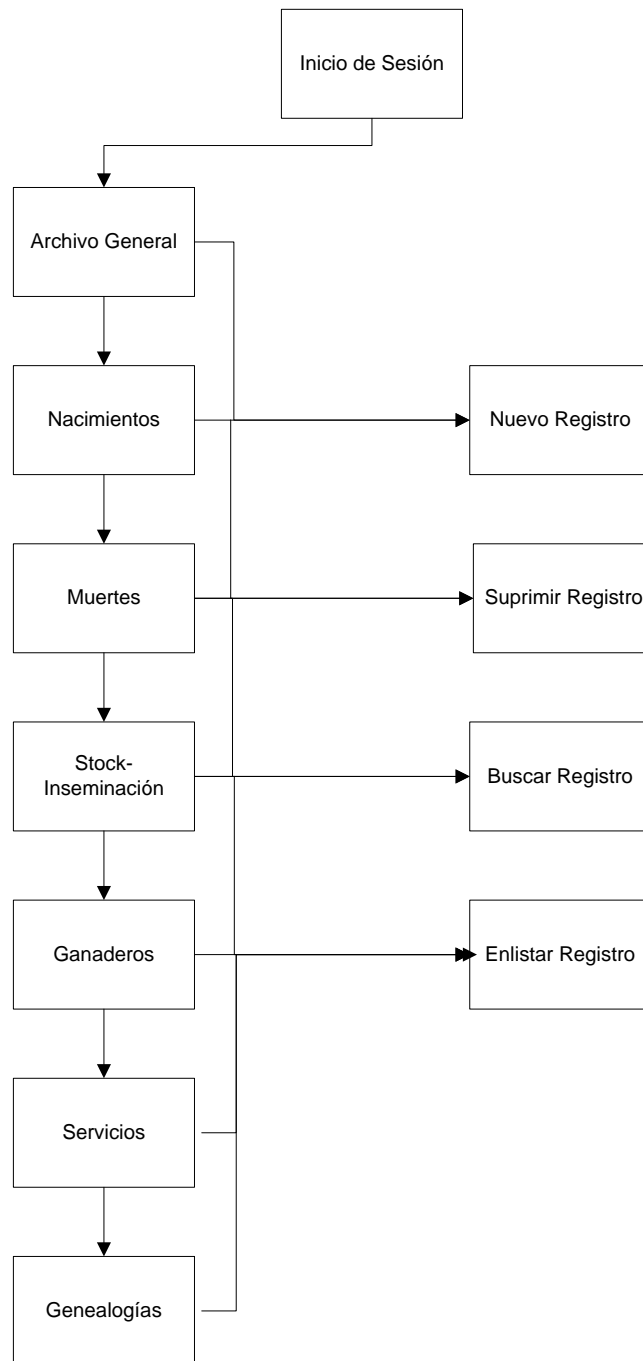 Inicio de Sesión
Archivo General
Nacimientos
Nuevo Registro
Muertes
Suprimir Registro
Stock-
Inseminación
Buscar Registro
Ganaderos
Enlistar Registro
Servicios
Genealogías